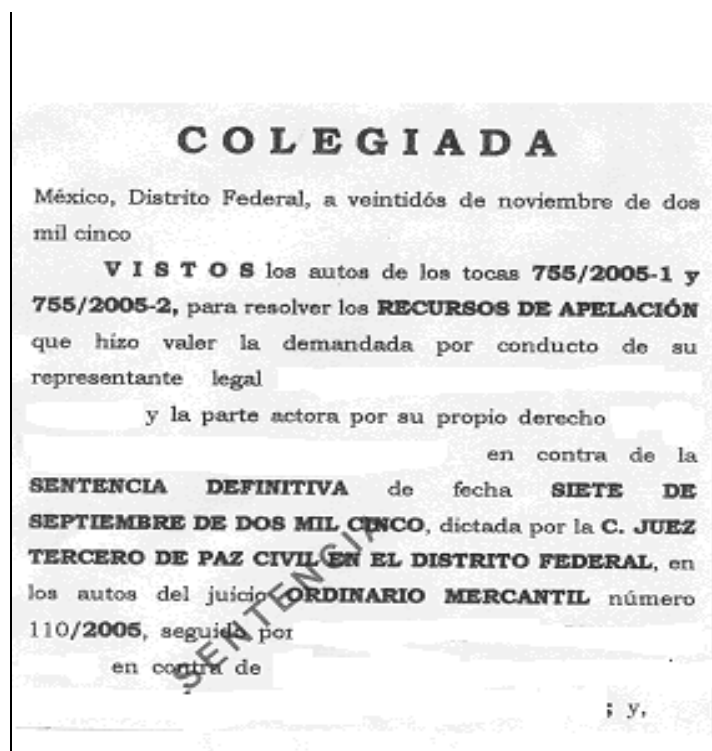 COLEGIADA
México, Distrito Federal, a veintidós de noviembre de dos
mil cinco
V I S T O S los autos de los tocas 755/2005-1 y
755/2005-2, para resolver los RECURSOS DE APELACIÓN
que hizo valer la demandada por conducto de su
representante legal
y la parte actora por su propio derecho
en contra de la
SENTENCIA DEFINITIVA de fecha SIETE DE
SEPTIEMBRE DE DOS MIL CINCO, dictada por la C. JUEZ
TERCERO DE PAZ CIVIL EN EL DISTRITO FEDERAL, en
los autos del juicio ORDINARIO MERCANTIL número
110/2005, seguido por
en contra de
; y,
SENTENCIA